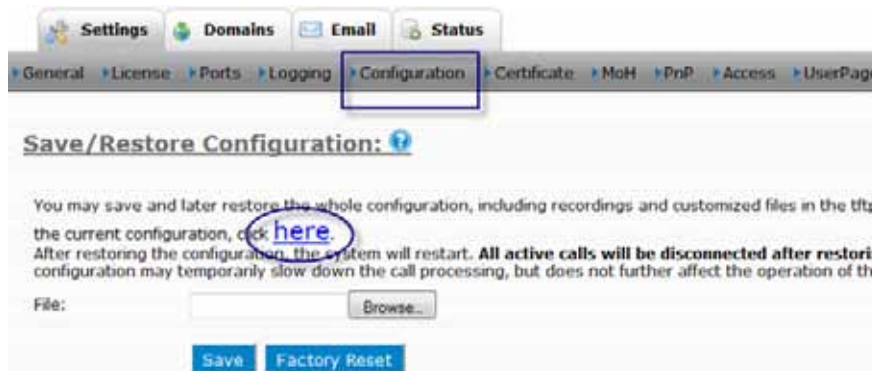 Settings Domains Email Status
General License Ports Logging Configuration Certificate MoH PnP Access UserPage
Save/Restore Configuration:
You may save and later restore the whole configuration, including recordings and customized files in the tftp
the current configuration, click here.
After restoring the configuration, the system will restart. All active calls will be disconnected after restori
configuration may temporarily slow down the call processing, but does not further affect the operation of th
File: Browse...
Save Factory Reset